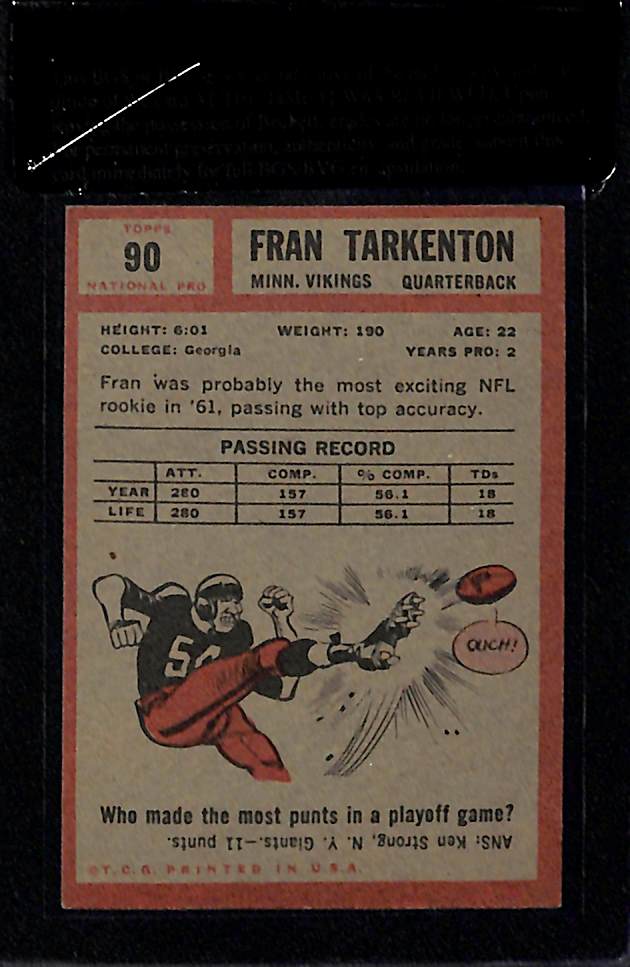 TOPPS
90
NATIONAL PRO
FRAN TARKENTON
MINN. VIKINGS QUARTERBACK
HEIGHT: 6:01 WEIGHT: 190 AGE: 22
COLLEGE: Georgia YEARS PRO: 2
Fran was probably the most exciting NFL
rookie in '61, passing with top accuracy.
PASSING RECORD
ATT. COMP. % COMP. TDs
YEAR 280 157 56.1 18
LIFE 280 157 56.1 18
54
OUCH!
Who made the most punts in a playoff game?
ANS: Ken Strong, N. Y. Giants.—11 punts.
©T.C.G. PRINTED IN U.S.A.